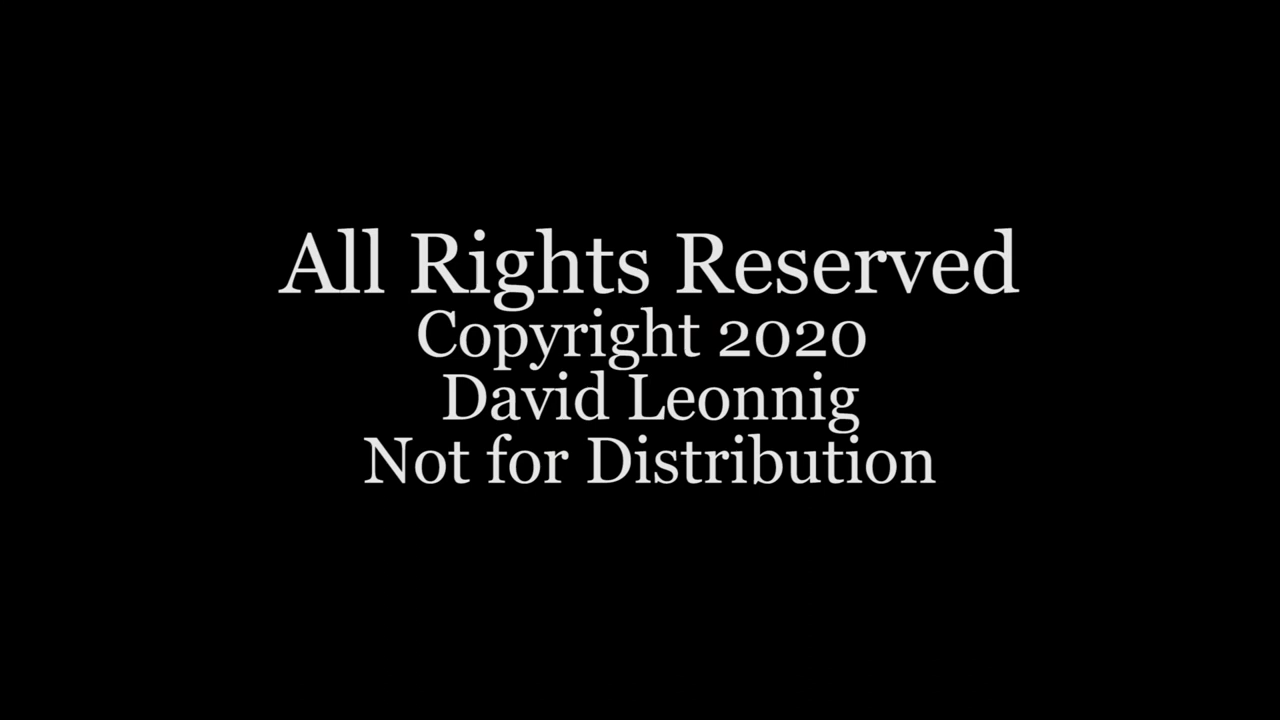 All Rights Reserved
Copyright 2020
David Leonnig
Not for Distribution